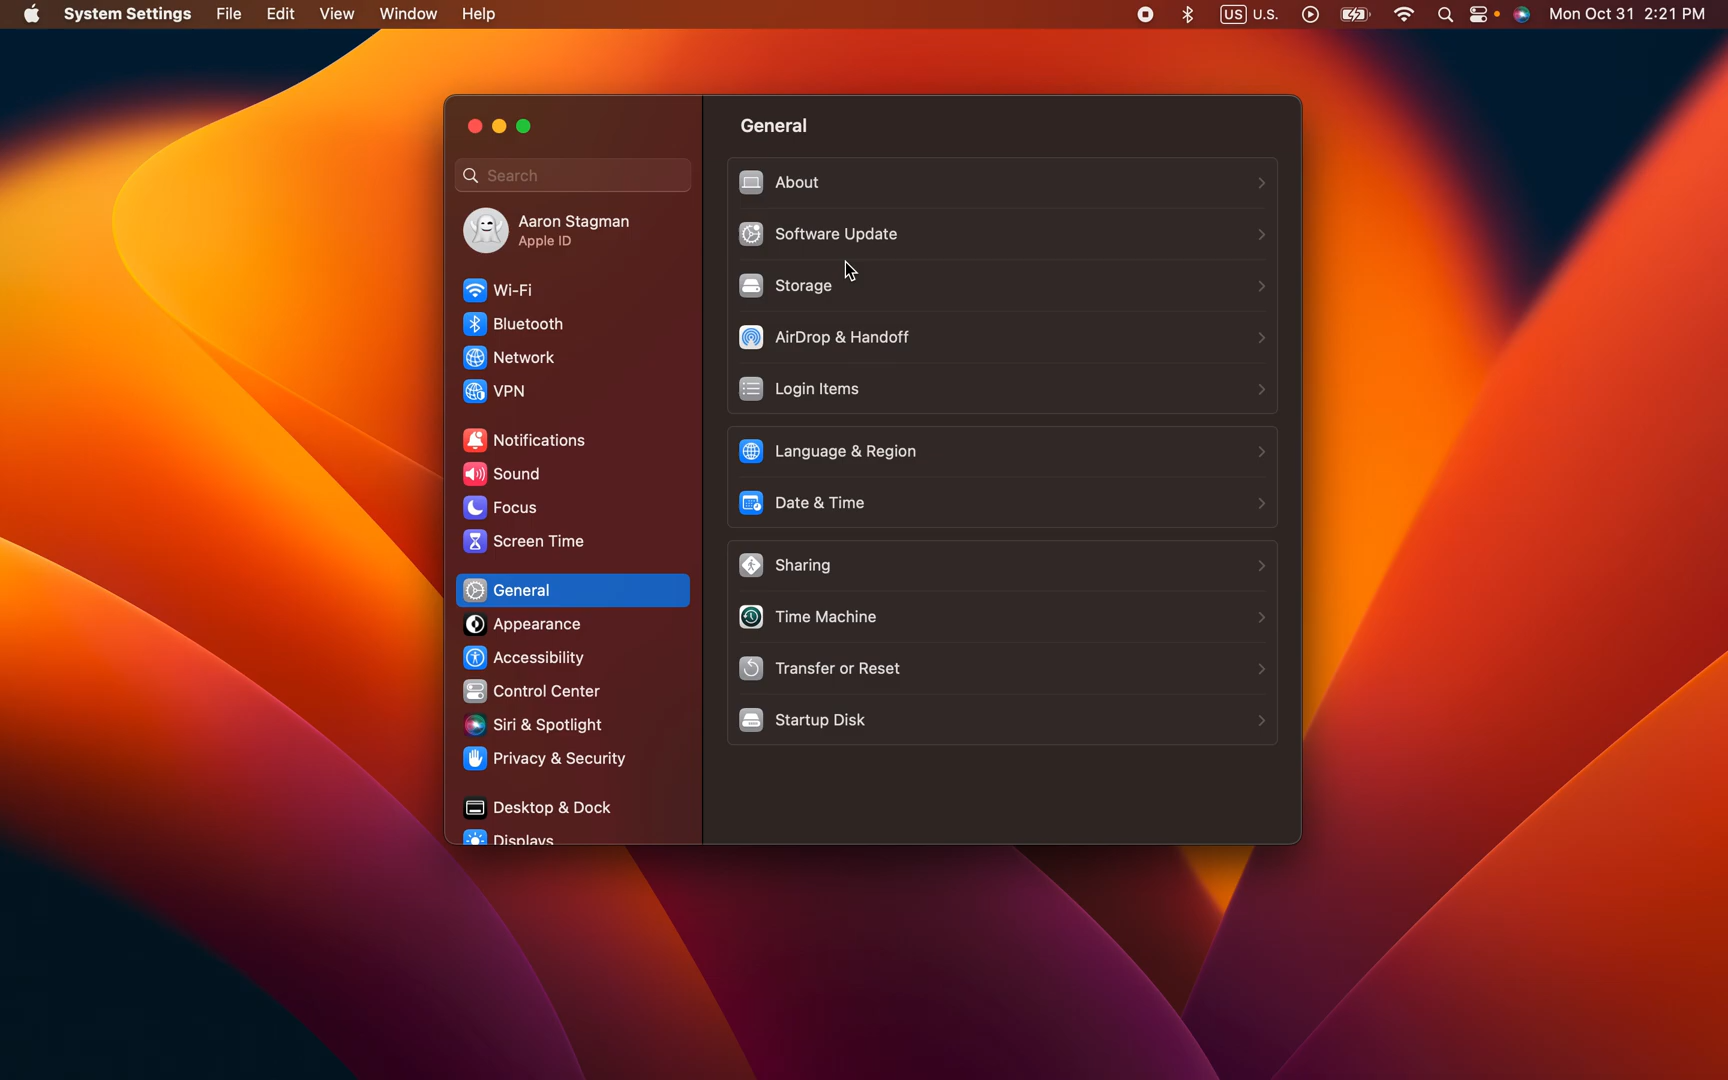 System Settings File Edit View Window Help US U.S. Mon Oct 31 2:21 PM
General
Search
Aaron Stagman
Apple ID
Wi-Fi
Bluetooth
Network
VPN
Notifications
Sound
Focus
Screen Time
General
Appearance
Accessibility
Control Center
Siri & Spotlight
Privacy & Security
Desktop & Dock
Displays
About
Software Update
Storage
AirDrop & Handoff
Login Items
Language & Region
Date & Time
Sharing
Time Machine
Transfer or Reset
Startup Disk